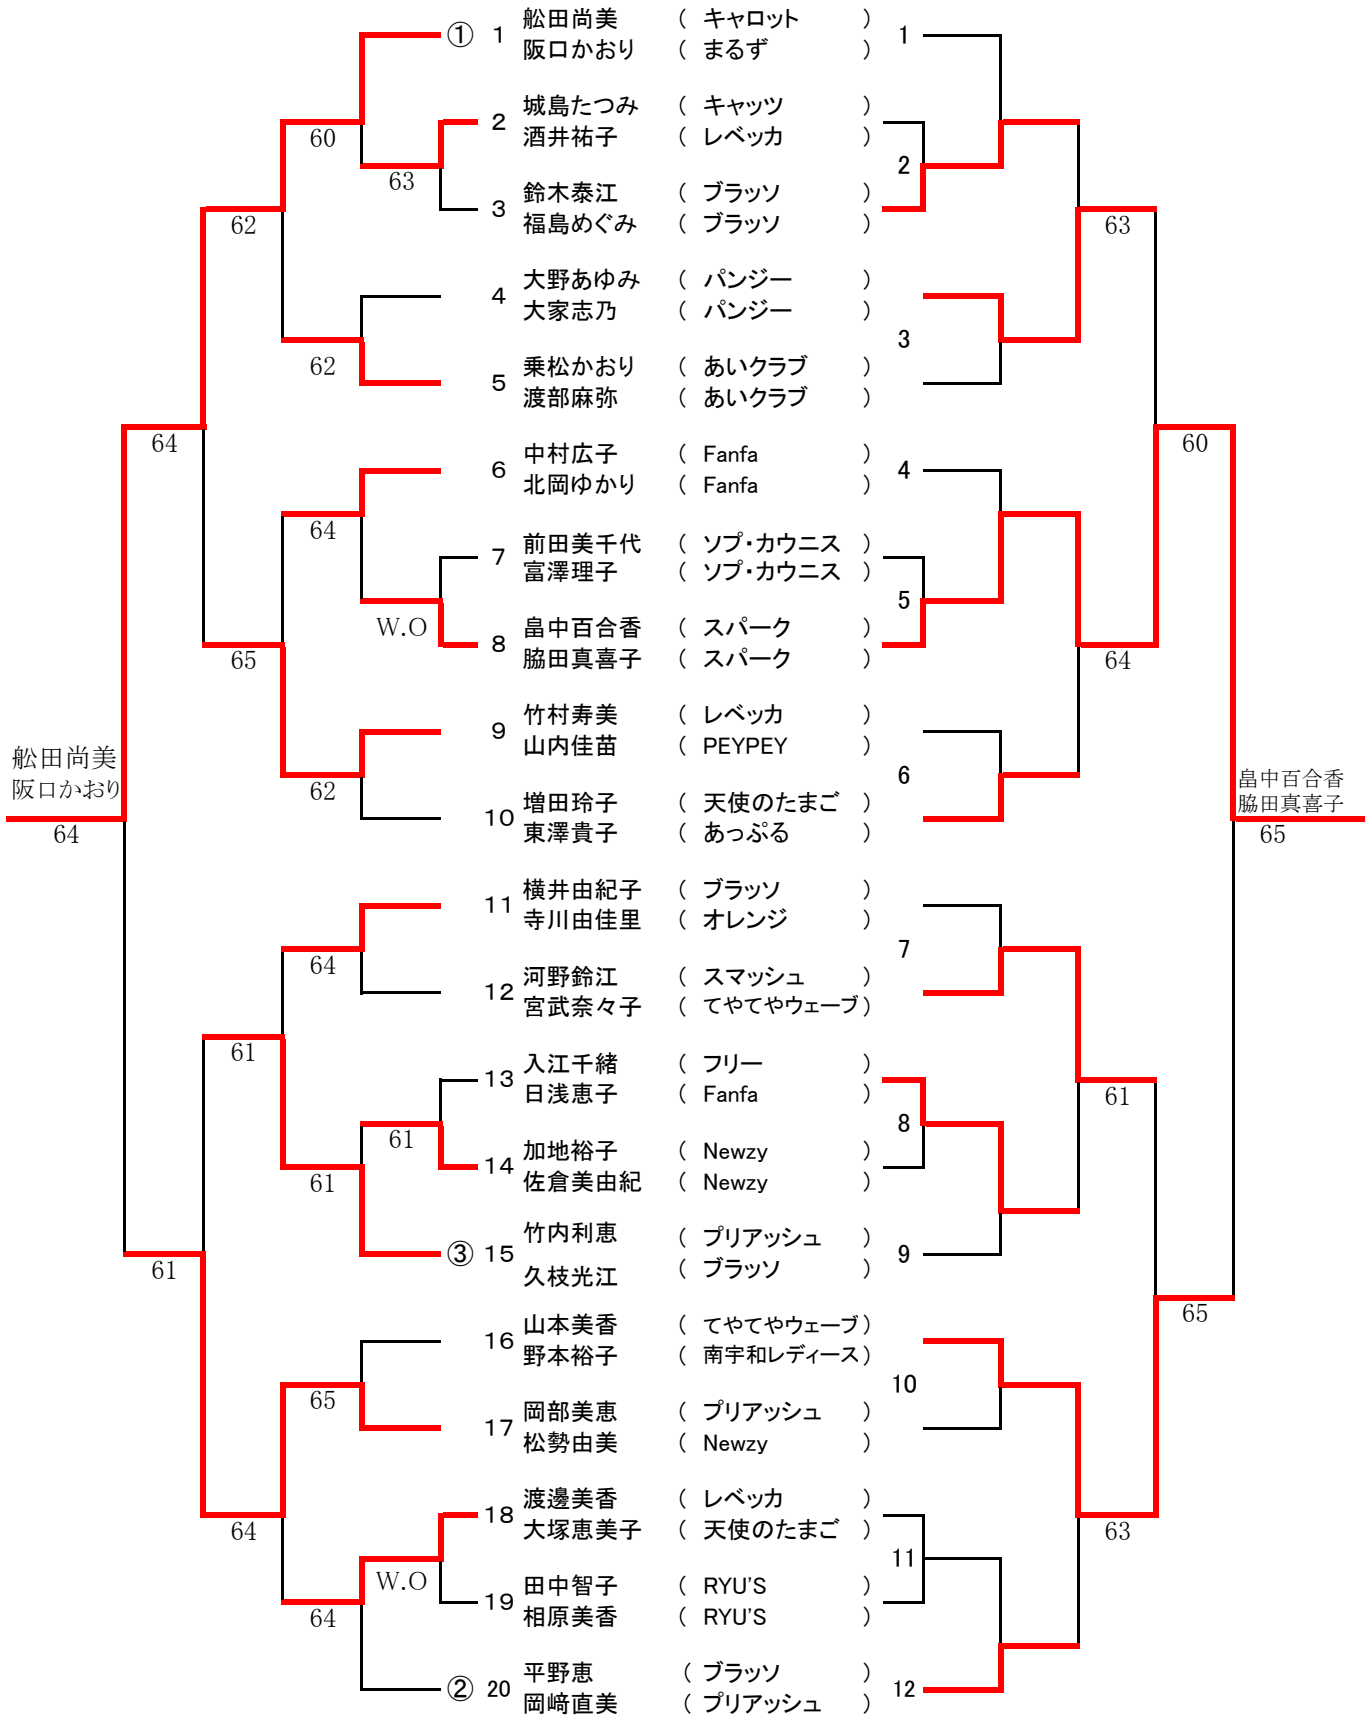 ① 1 舩田尚美 ( キャロット ) 1
阪口かおり ( まるず )
60
2 城島たつみ ( キャッツ )
酒井祐子 ( レベッカ )
2
63
3 鈴木泰江 ( ブラッソ )
福島めぐみ ( ブラッソ )
62 63
4 大野あゆみ ( パンジー )
大家志乃 ( パンジー )
3
62
5 乗松かおり ( あいクラブ )
渡部麻弥 ( あいクラブ )
64 60
6 中村広子 ( Fanfa ) 4
北岡ゆかり ( Fanfa )
64
7 前田美千代 ( ソプ・カウニス )
富澤理子 ( ソプ・カウニス )
5
W.O
8 畠中百合香 ( スパーク )
脇田真喜子 ( スパーク )
65 64
9 竹村寿美 ( レベッカ )
山内佳苗 ( PEYPEY )
舩田尚美
阪口かおり
64
62
6
畠中百合香
脇田真喜子
65
10 増田玲子 ( 天使のたまご )
東澤貴子 ( あっぷる )
11 横井由紀子 ( ブラッソ )
寺川由佳里 ( オレンジ )
64
7
12 河野鈴江 ( スマッシュ )
宮武奈々子 ( てやてやウェーブ )
61
13 入江千緒 ( フリー )
日浅恵子 ( Fanfa )
61
61
8
14 加地裕子 ( Newzy )
佐倉美由紀 ( Newzy )
61
③ 15 竹内利恵 ( プリアッシュ )
久枝光江 ( ブラッソ )
9
61
65
16 山本美香 ( てやてやウェーブ )
野本裕子 ( 南宇和レディース )
65
10
17 岡部美恵 ( プリアッシュ )
松勢由美 ( Newzy )
18 渡邊美香 ( レベッカ )
大塚恵美子 ( 天使のたまご )
64 63
W.O
11
19 田中智子 ( RYU'S )
相原美香 ( RYU'S )
64
② 20 平野恵 ( ブラッソ ) 12
岡﨑直美 ( プリアッシュ )